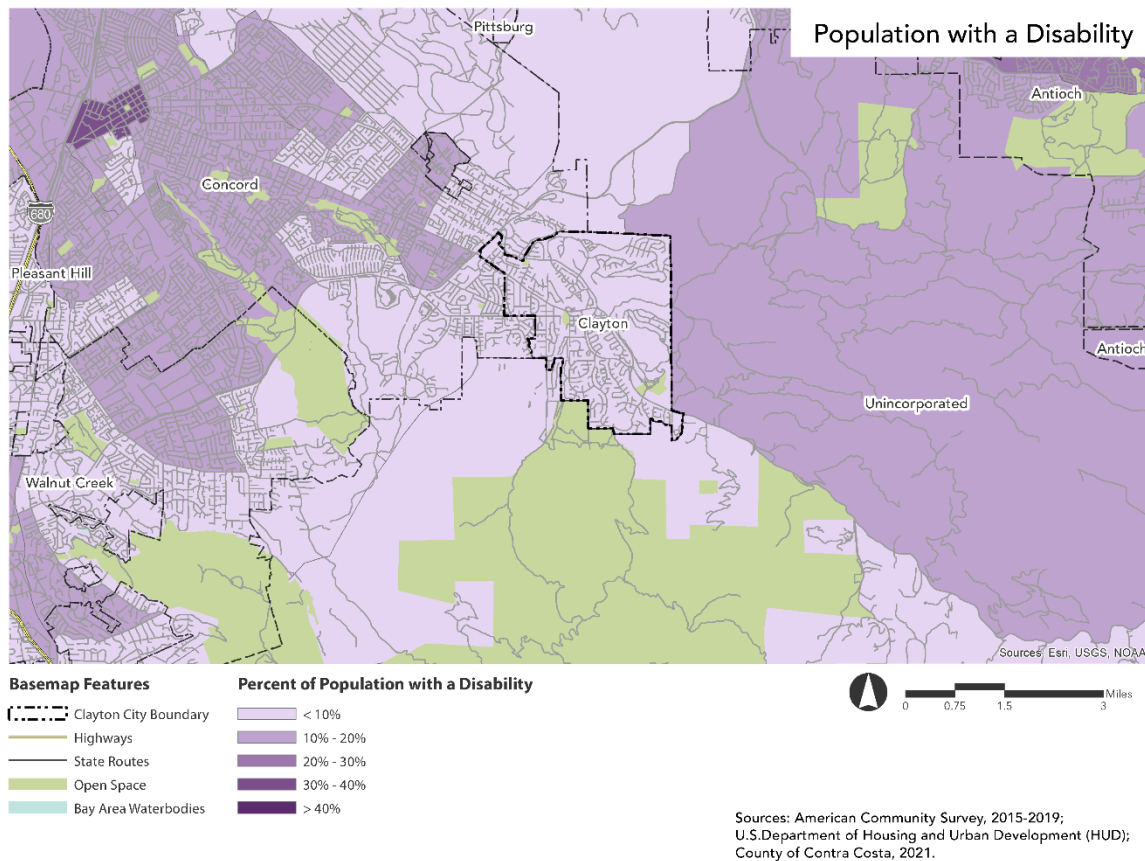 Population with a Disability
Pittsburg
Antioch
Concord
680
Pleasant Hill
Clayton
Antioch
Unincorporated
Walnut Creek
Sources: Esri, USGS, NOAA
Basemap Features
Clayton City Boundary
Highways
State Routes
Open Space
Bay Area Waterbodies
Percent of Population with a Disability
< 10%
10% - 20%
20% - 30%
30% - 40%
> 40%
Miles
0 0.75 1.5 3
Sources: American Community Survey, 2015-2019;
U.S.Department of Housing and Urban Development (HUD);
County of Contra Costa, 2021.